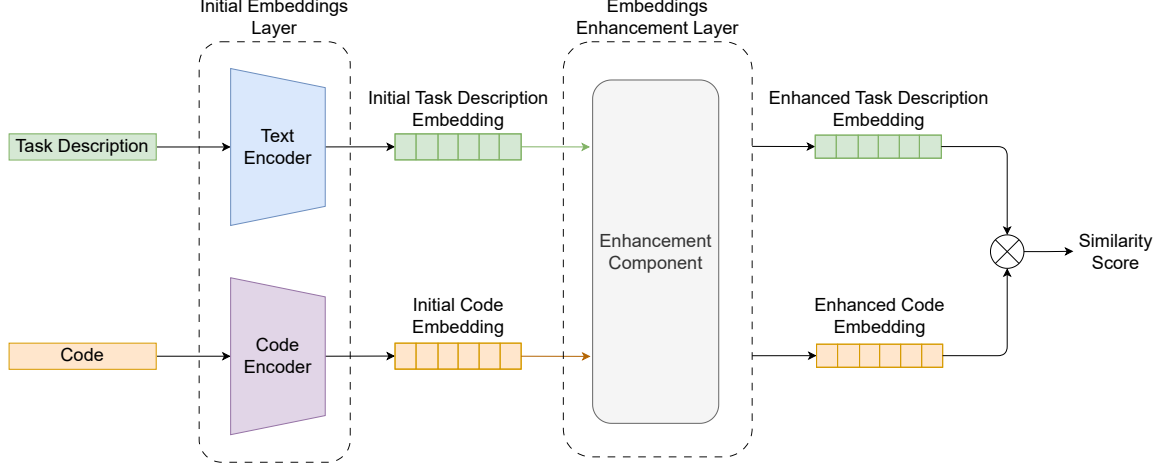 Initial Embeddings
Layer
Embeddings
Enhancement Layer
Task Description
Text
Encoder
Initial Task Description
Embedding
Enhanced Task Description
Embedding
Enhancement
Component
Similarity
Score
Code
Code
Encoder
Initial Code
Embedding
Enhanced Code
Embedding